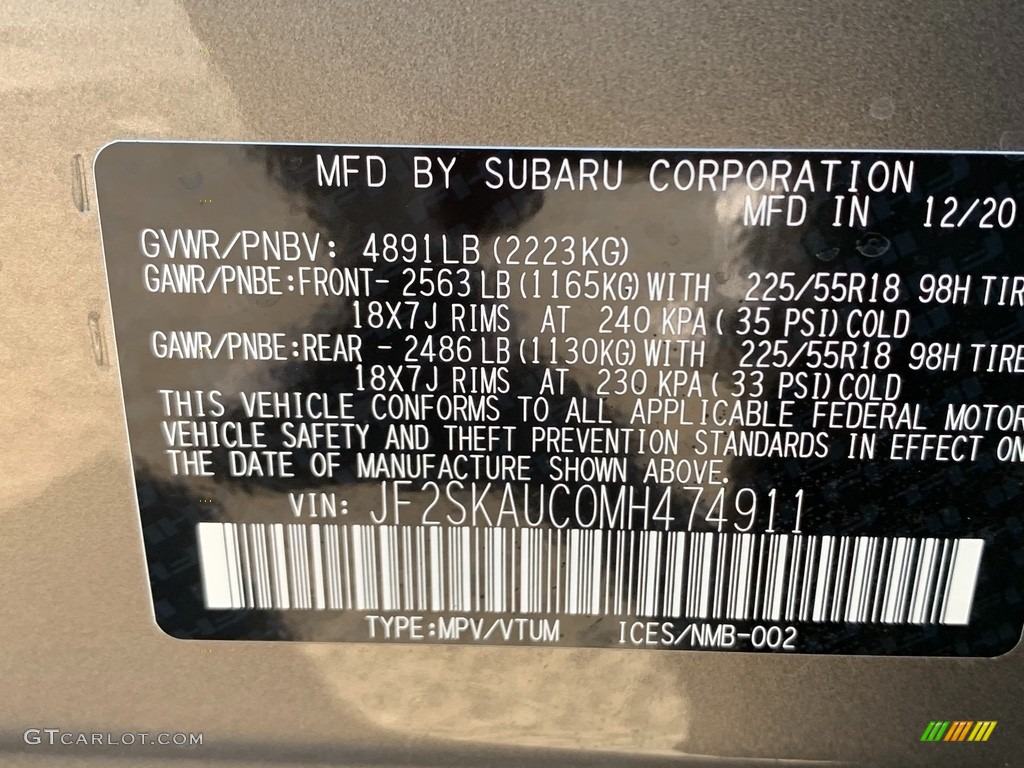 MFD BY SUBARU CORPORATION
MFD IN 12/20
GVWR/PNBV: 4891LB (2223KG)
GAWR/PNBE:FRONT- 2563 LB (1165KG) WITH 225/55R18 98H TIR
18X7J RIMS AT 240 KPA ( 35 PSI) COLD
GAWR/PNBE:REAR - 2486 LB (1130KG) WITH 225/55R18 98H TIRE
18X7J RIMS AT 230 KPA ( 33 PSI) COLD
THIS VEHICLE CONFORMS TO ALL APPLICABLE FEDERAL MOTOR
VEHICLE SAFETY AND THEFT PREVENTION STANDARDS IN EFFECT ON
THE DATE OF MANUFACTURE SHOWN ABOVE.
VIN: JF2SKAUC0MH474911
TYPE:MPV/VTUM ICES/NMB-002
GTCARLOT.COM